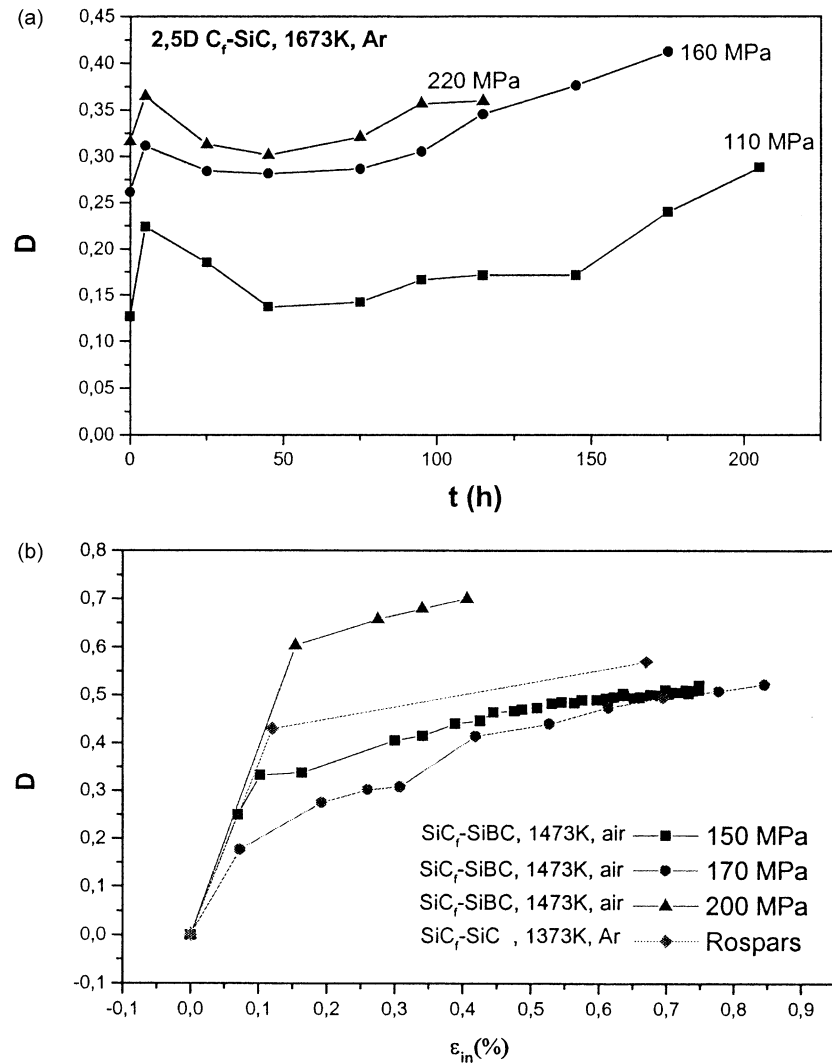 (a)
0,45
0,40
0,35
0,30
0,25
0,20
0,15
0,10
0,05
0,00
D
2,5D Cf-SiC, 1673K, Ar
220 MPa
160 MPa
110 MPa
0 50 100 150 200
t (h)
(b)
0,8
0,7
0,6
0,5
0,4
0,3
0,2
0,1
0,0
-0,1
D
SiCf-SiBC, 1473K, air 150 MPa
SiCf-SiBC, 1473K, air 170 MPa
SiCf-SiBC, 1473K, air 200 MPa
SiCf-SiC , 1373K, Ar Rospars
-0,1 0,0 0,1 0,2 0,3 0,4 0,5 0,6 0,7 0,8 0,9
εin(%)